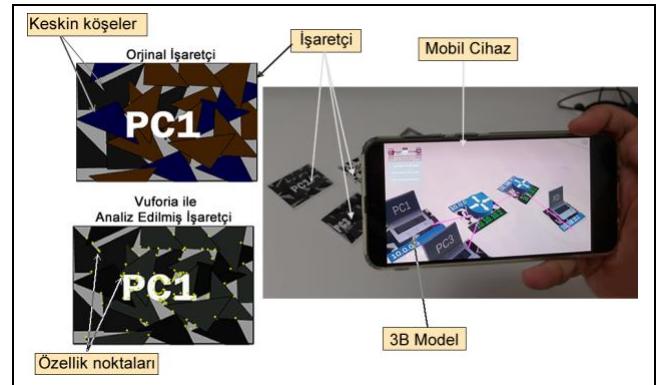 Keskin köşeler
Orjinal İşaretçi
İşaretçi
Mobil Cihaz
PC1
PC1
PC1
PC3
Vuforia ile
Analiz Edilmiş İşaretçi
PC1
3B Model
Özellik noktaları